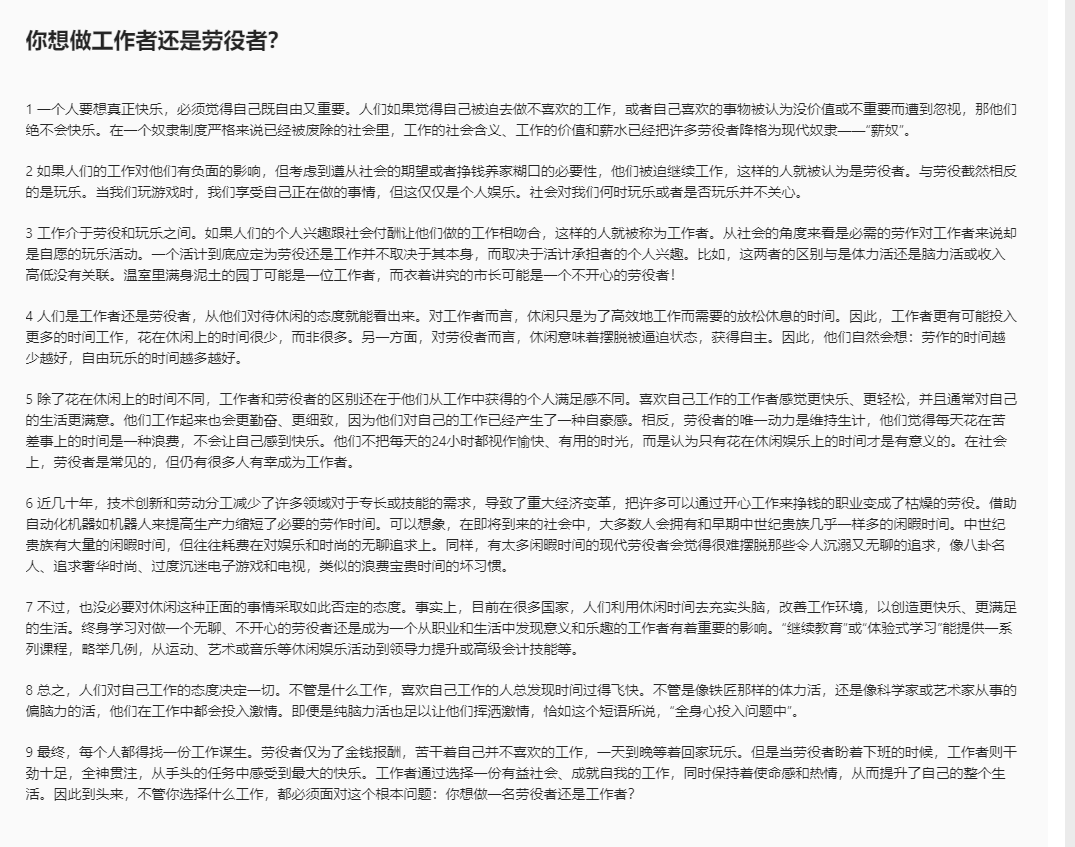 你想做工作者还是劳役者？
1 一个人要想真正快乐，必须觉得自己既自由又重要。人们如果觉得自己被迫去做不喜欢的工作，或者自己喜欢的事物被认为没价值或不重要而遭到忽视，那他们
绝不会快乐。在一个奴隶制度严格来说已经被废除的社会里，工作的社会含义、工作的价值和薪水已经把许多劳役者降格为现代奴隶——“薪奴”。
2 如果人们的工作对他们有负面的影响，但考虑到遵从社会的期望或者挣钱养家糊口的必要性，他们被迫继续工作，这样的人就被认为是劳役者。与劳役截然相反
的是玩乐。当我们玩游戏时，我们享受自己正在做的事情，但这仅仅是个人娱乐。社会对我们何时玩乐或者是否玩乐并不关心。
3 工作介于劳役和玩乐之间。如果人们的个人兴趣跟社会付酬让他们做的工作相吻合，这样的人就被称为工作者。从社会的角度来看是必需的劳作对工作者来说却
是自愿的玩乐活动。一个活计到底应定为劳役还是工作并不取决于其本身，而取决于活计承担者的个人兴趣。比如，这两者的区别与是体力活还是脑力活或收入
高低没有关联。温室里满身泥土的园丁可能是一位工作者，而衣着讲究的市长可能是一个不开心的劳役者！
4 人们是工作者还是劳役者，从他们对待休闲的态度就能看出来。对工作者而言，休闲只是为了高效地工作而需要的放松休息的时间。因此，工作者更有可能投入
更多的时间工作，花在休闲上的时间很少，而非很多。另一方面，对劳役者而言，休闲意味着摆脱被逼迫状态，获得自主。因此，他们自然会想：劳作的时间越
少越好，自由玩乐的时间越多越好。
5 除了花在休闲上的时间不同，工作者和劳役者的区别还在于他们从工作中获得的个人满足感不同。喜欢自己工作的工作者感觉更快乐、更轻松，并且通常对自己
的生活更满意。他们工作起来也会更勤奋、更细致，因为他们对自己的工作已经产生了一种自豪感。相反，劳役者的唯一动力是维持生计，他们觉得每天花在苦
差事上的时间是一种浪费，不会让自己感到快乐。他们不把每天的24小时都视作愉快、有用的时光，而是认为只有花在休闲娱乐上的时间才是有意义的。在社会
上，劳役者是常见的，但仍有很多人有幸成为工作者。
6 近几十年，技术创新和劳动分工减少了许多领域对于专长或技能的需求，导致了重大经济变革，把许多可以通过开心工作来挣钱的职业变成了枯燥的劳役。借助
自动化机器如机器人来提高生产力缩短了必要的劳作时间。可以想象，在即将到来的社会中，大多数人会拥有和早期中世纪贵族几乎一样多的闲暇时间。中世纪
贵族有大量的闲暇时间，但往往耗费在对娱乐和时尚的无聊追求上。同样，有太多闲暇时间的现代劳役者会觉得很难摆脱那些令人沉溺又无聊的追求，像八卦名
人、追求奢华时尚、过度沉迷电子游戏和电视，类似的浪费宝贵时间的坏习惯。
7 不过，也没必要对休闲这种正面的事情采取如此否定的态度。事实上，目前在很多国家，人们利用休闲时间去充实头脑，改善工作环境，以创造更快乐、更满足
的生活。终身学习对做一个无聊、不开心的劳役者还是成为一个从职业和生活中发现意义和乐趣的工作者有着重要的影响。“继续教育”或“体验式学习”能提供一系
列课程，略举几例，从运动、艺术或音乐等休闲娱乐活动到领导力提升或高级会计技能等。
8 总之，人们对自己工作的态度决定一切。不管是什么工作，喜欢自己工作的人总发现时间过得飞快。不管是像铁匠那样的体力活，还是像科学家或艺术家从事的
偏脑力的活，他们在工作中都会投入激情。即便是纯脑力活也足以让他们挥洒激情，恰如这个短语所说，“全身心投入问题中”。
9 最终，每个人都得找一份工作谋生。劳役者仅为了金钱报酬，苦干着自己并不喜欢的工作，一天到晚等着回家玩乐。但是当劳役者盼着下班的时候，工作者则干
劲十足，全神贯注，从手头的任务中感受到最大的快乐。工作者通过选择一份有益社会、成就自我的工作，同时保持着使命感和热情，从而提升了自己的整个生
活。因此到头来，不管你选择什么工作，都必须面对这个根本问题：你想做一名劳役者还是工作者？